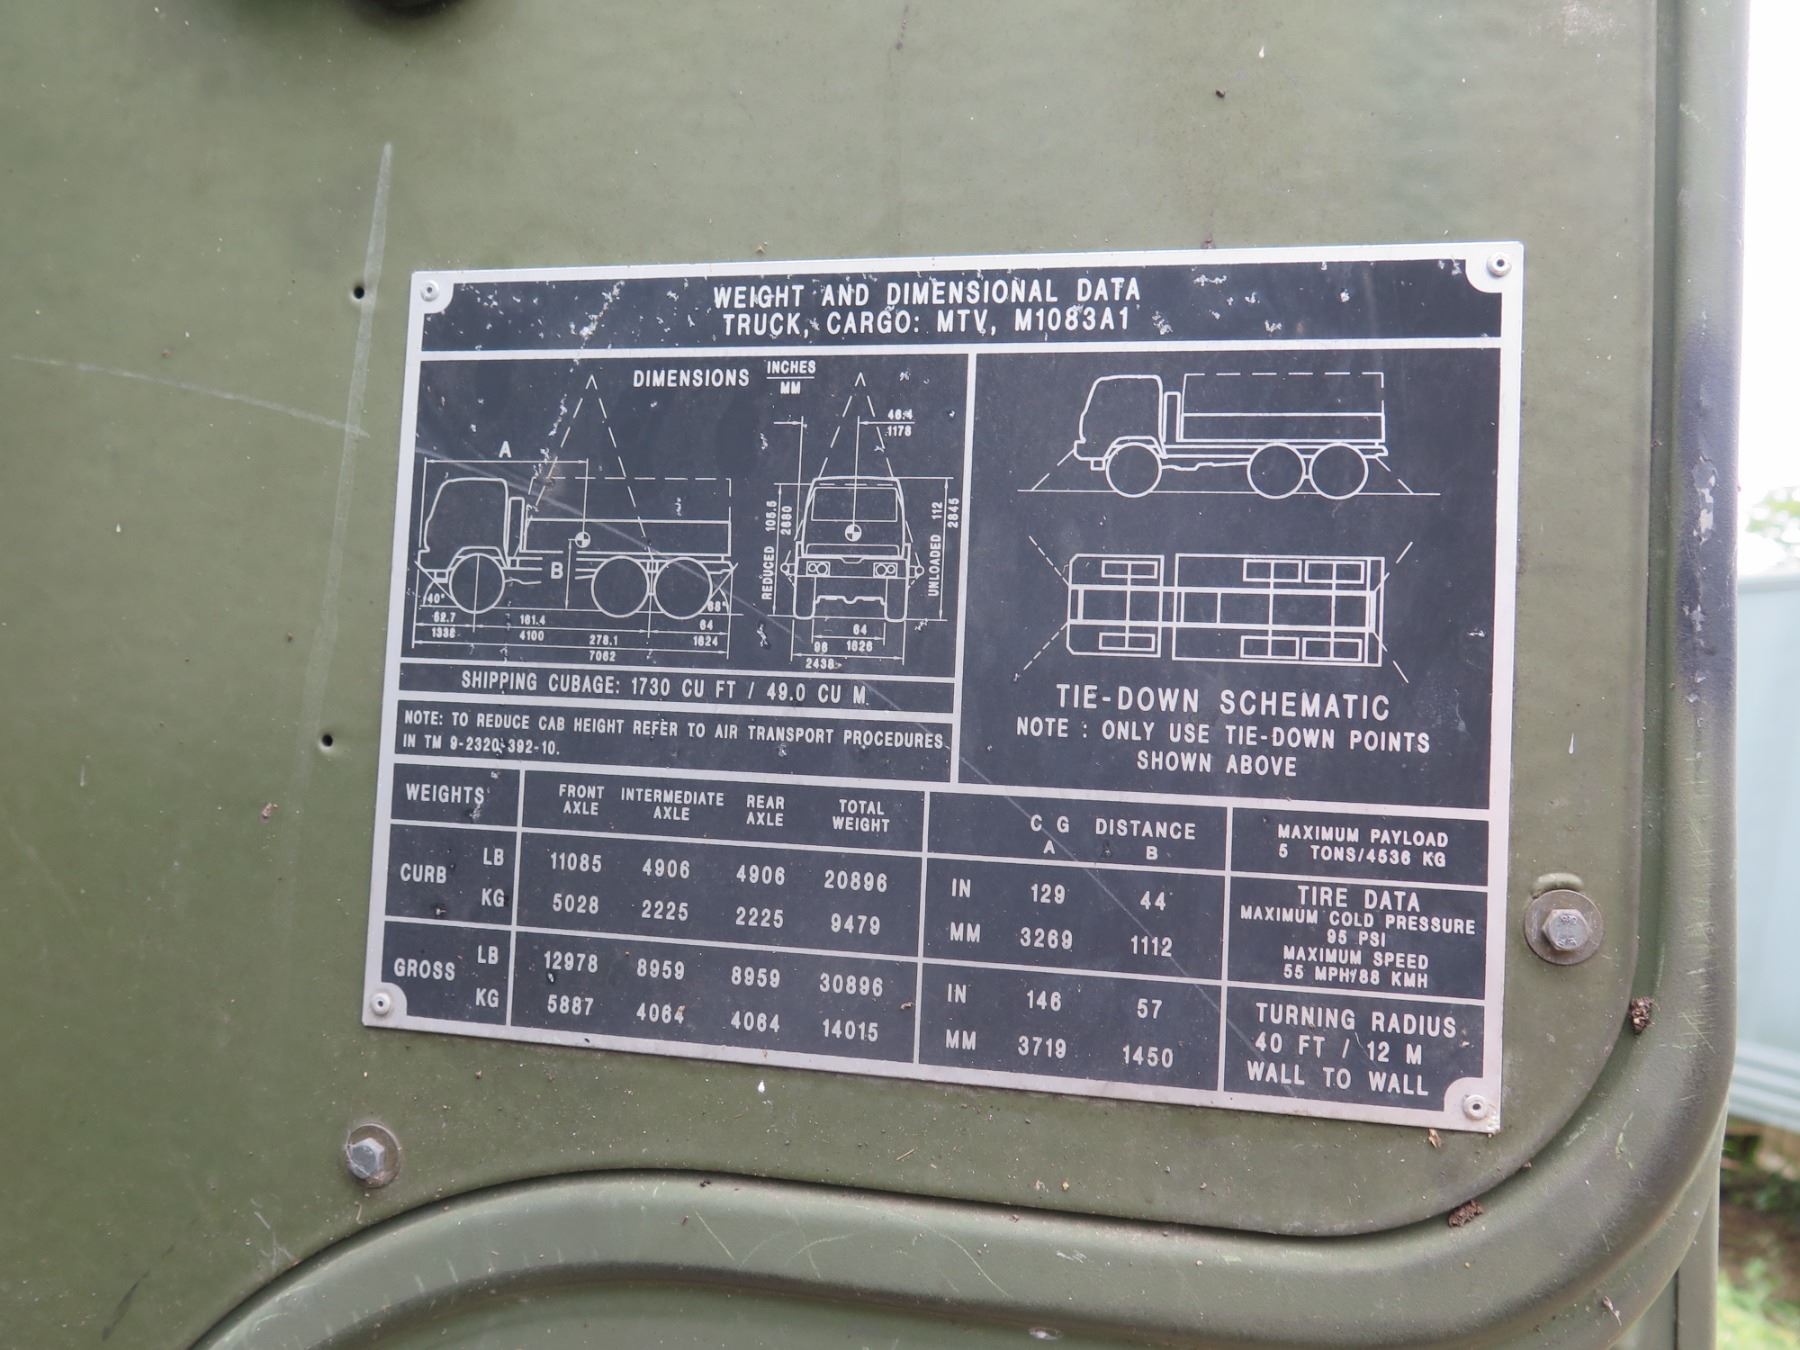 WEIGHT AND DIMENSIONAL DATA
TRUCK, CARGO: MTV, M1083A1
DIMENSIONS INCHES
MM
46.4
1178
A
B
REDUCED 105.5
2680
UNLOADED 112
2845
40°
68°
52.7
1338
161.4
4100
278.1
7062
64
1624
64
1626
96
2438
SHIPPING CUBAGE: 1730 CU FT / 49.0 CU M
NOTE: TO REDUCE CAB HEIGHT REFER TO AIR TRANSPORT PROCEDURES
IN TM 9-2320-392-10.
TIE-DOWN SCHEMATIC
NOTE : ONLY USE TIE-DOWN POINTS
SHOWN ABOVE
WEIGHTS FRONT AXLE INTERMEDIATE AXLE REAR AXLE TOTAL WEIGHT
CURB LB 11085 4906 4906 20896
KG 5028 2225 2225 9479
GROSS LB 12978 8959 8959 30896
KG 5887 4064 4064 14015
C G DISTANCE
A B
IN 129 44
MM 3269 1112
IN 146 57
MM 3719 1450
MAXIMUM PAYLOAD
5 TONS/4536 KG
TIRE DATA
MAXIMUM COLD PRESSURE
95 PSI
MAXIMUM SPEED
55 MPH/88 KMH
TURNING RADIUS
40 FT / 12 M
WALL TO WALL